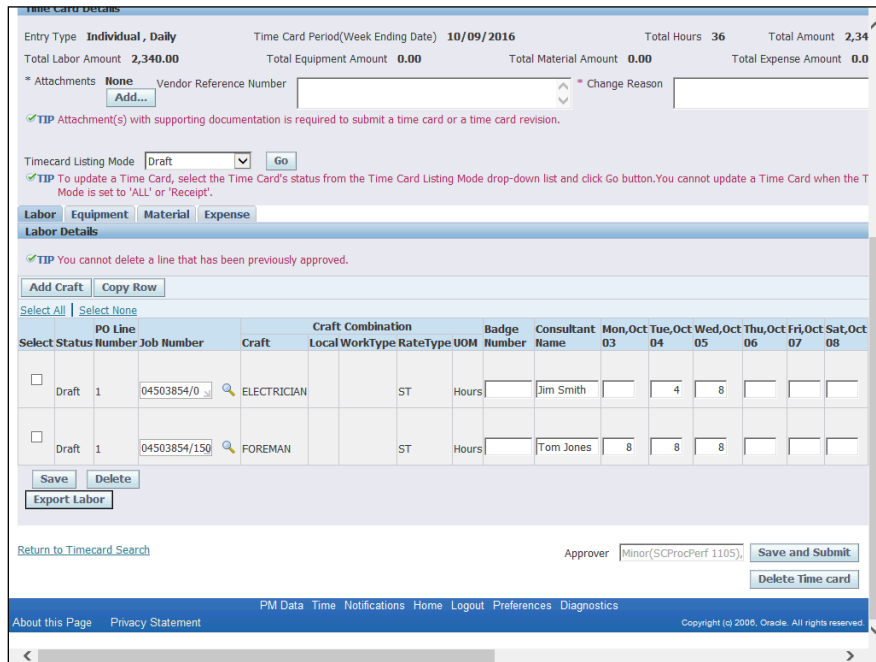 Time Card Details
Entry Type Individual , Daily Time Card Period(Week Ending Date) 10/09/2016 Total Hours 36 Total Amount 2,34
Total Labor Amount 2,340.00 Total Equipment Amount 0.00 Total Material Amount 0.00 Total Expense Amount 0.0
* Attachments None Vendor Reference Number * Change Reason
Add...
TIP Attachment(s) with supporting documentation is required to submit a time card or a time card revision.
Timecard Listing Mode Draft Go
TIP To update a Time Card, select the Time Card's status from the Time Card Listing Mode drop-down list and click Go button.You cannot update a Time Card when the T
Mode is set to 'ALL' or 'Receipt'.
Labor Equipment Material Expense
Labor Details
TIP You cannot delete a line that has been previously approved.
Add Craft Copy Row
Select All | Select None
PO Line Craft Combination Badge Consultant Mon,Oct Tue,Oct Wed,Oct Thu,Oct Fri,Oct Sat,Oct
Select Status Number Job Number Craft Local WorkType RateType UOM Number Name 03 04 05 06 07 08
Draft 1 04503854/0 ELECTRICIAN ST Hours Jim Smith 4 8
Draft 1 04503854/150 FOREMAN ST Hours Tom Jones 8 8 8
Save Delete
Export Labor
Return to Timecard Search Approver Minor(SCProcPerf 1105), Save and Submit
Delete Time card
PM Data Time Notifications Home Logout Preferences Diagnostics
About this Page Privacy Statement Copyright (c) 2006, Oracle. All rights reserved.